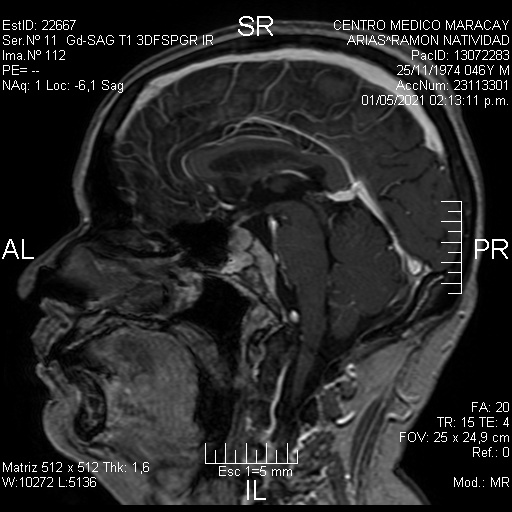 EstID: 22667
Ser.Nº 11 Gd-SAG T1 3DFSPGR IR
Ima.Nº 112
PE= --
NAq: 1 Loc: -6,1 Sag
SR
CENTRO MEDICO MARACAY
ARIAS^RAMON NATIVIDAD
PacID: 13072283
25/11/1974 046Y M
AccNum: 23113301
01/05/2021 02:13:11 p.m.
AL
PR
FA: 20
TR: 15 TE: 4
FOV: 25 x 24,9 cm
Ref.: 0
Matriz 512 x 512 Thk: 1,6
W:10272 L:5136
Esc 1=5 mm
IL
Mod.: MR